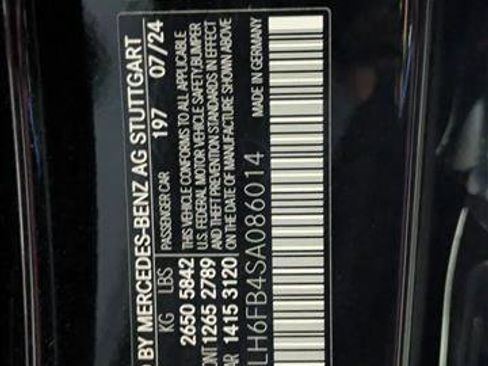 D BY MERCEDES-BENZ AG STUTTGART
KG LBS
2650 5842
ONT 1265 2789
AR 1415 3120
PASSENGER CAR 197 07/24
THIS VEHICLE CONFORMS TO ALL APPLICABLE
U.S. FEDERAL MOTOR VEHICLE SAFETY,BUMPER
AND THEFT PREVENTION STANDARDS IN EFFECT
ON THE DATE OF MANUFACTURE SHOWN ABOVE
LH6FB4SA086014 MADE IN GERMANY